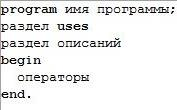 program имя программы;
раздел uses
раздел описаний
begin
операторы
end.